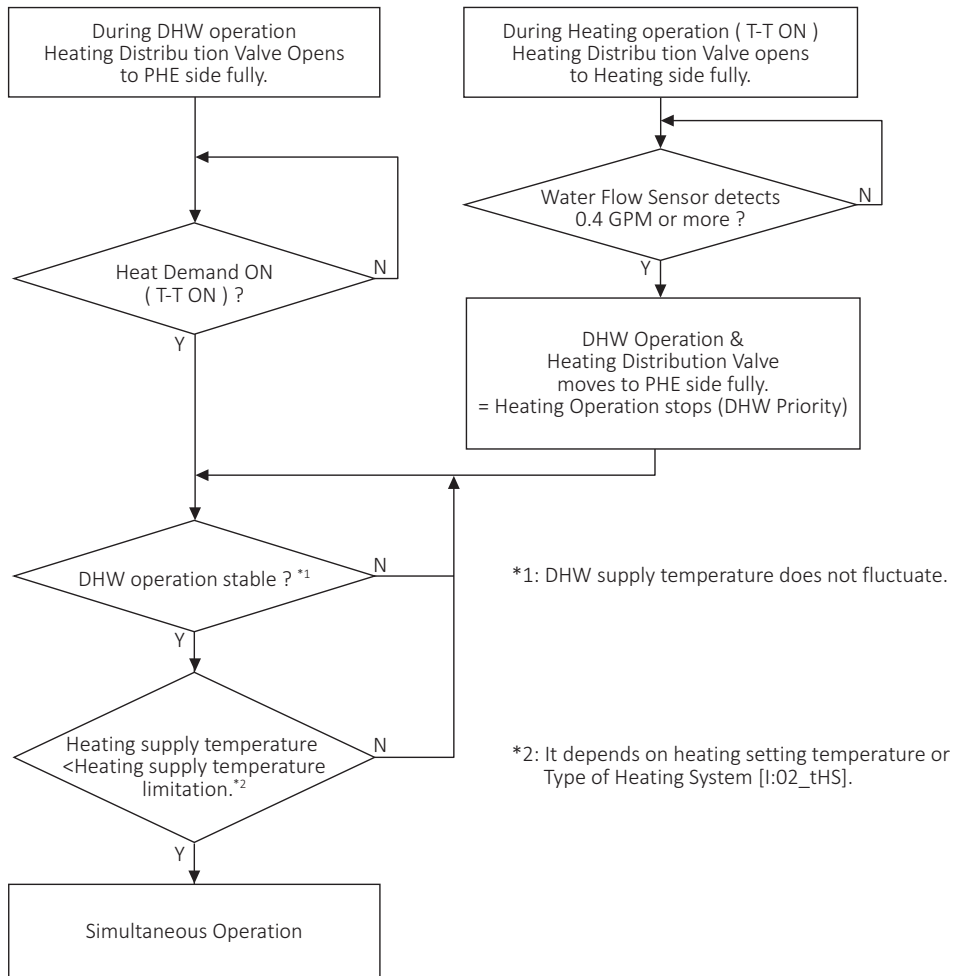 During DHW operation
Heating Distribu tion Valve Opens
to PHE side fully.
During Heating operation ( T-T ON )
Heating Distribu tion Valve opens
to Heating side fully.
Water Flow Sensor detects
0.4 GPM or more ?
N
Y
Heat Demand ON
( T-T ON ) ?
N
Y
DHW Operation &
Heating Distribution Valve
moves to PHE side fully.
= Heating Operation stops (DHW Priority)
DHW operation stable ? *1
N
Y
*1: DHW supply temperature does not fluctuate.
Heating supply temperature
<Heating supply temperature
limitation.*2
N
Y
*2: It depends on heating setting temperature or
Type of Heating System [I:02_tHS].
Simultaneous Operation